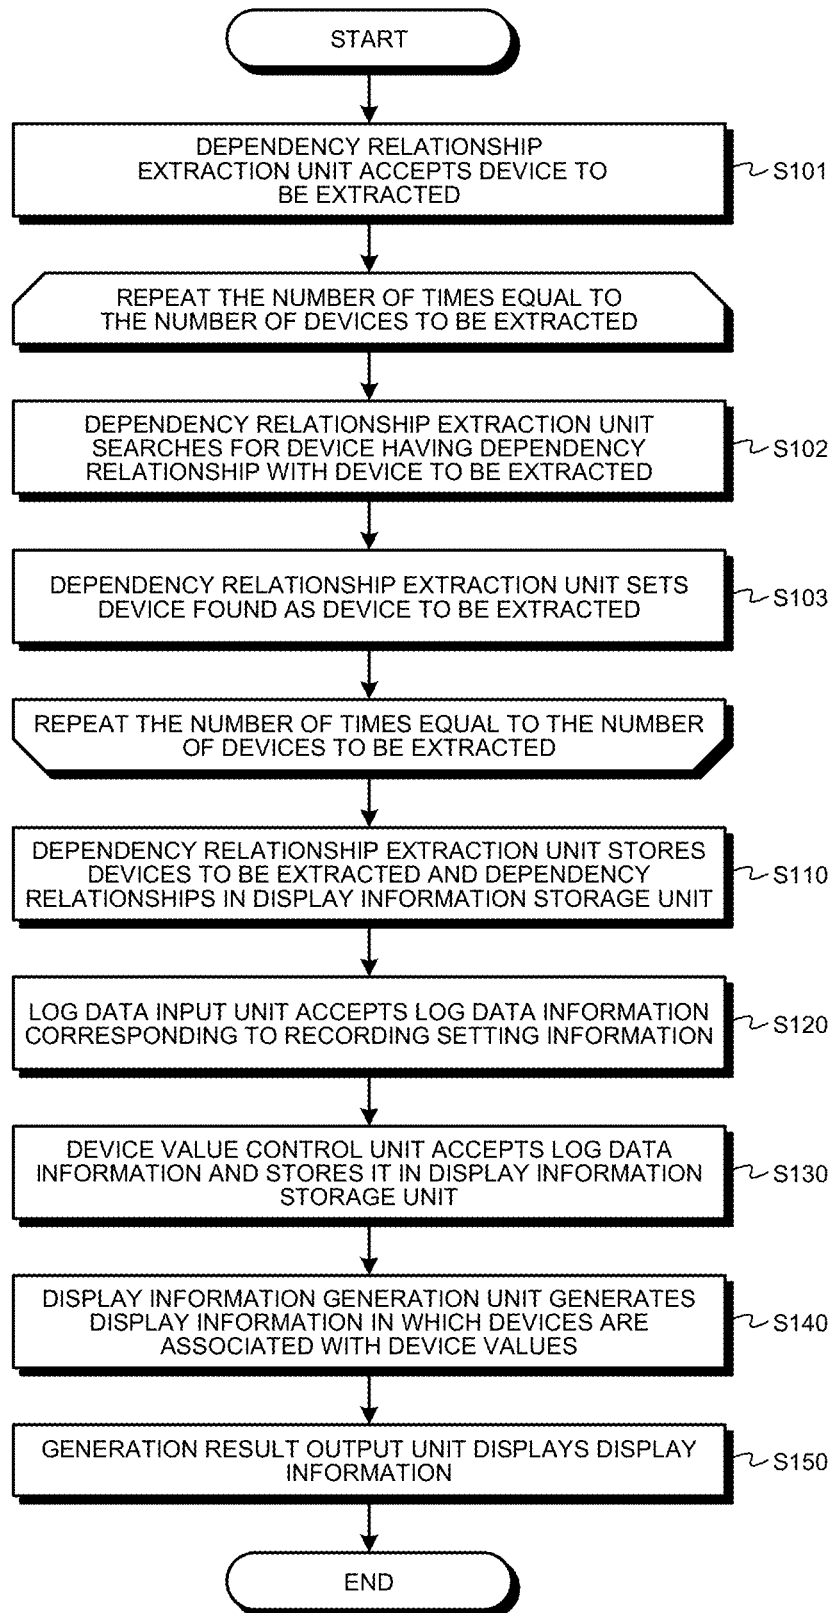 START
DEPENDENCY RELATIONSHIP
EXTRACTION UNIT ACCEPTS DEVICE TO
BE EXTRACTED
S101
REPEAT THE NUMBER OF TIMES EQUAL TO
THE NUMBER OF DEVICES TO BE EXTRACTED
DEPENDENCY RELATIONSHIP EXTRACTION UNIT
SEARCHES FOR DEVICE HAVING DEPENDENCY
RELATIONSHIP WITH DEVICE TO BE EXTRACTED
S102
DEPENDENCY RELATIONSHIP EXTRACTION UNIT SETS
DEVICE FOUND AS DEVICE TO BE EXTRACTED
S103
REPEAT THE NUMBER OF TIMES EQUAL TO THE NUMBER
OF DEVICES TO BE EXTRACTED
DEPENDENCY RELATIONSHIP EXTRACTION UNIT STORES
DEVICES TO BE EXTRACTED AND DEPENDENCY
RELATIONSHIPS IN DISPLAY INFORMATION STORAGE UNIT
S110
LOG DATA INPUT UNIT ACCEPTS LOG DATA INFORMATION
CORRESPONDING TO RECORDING SETTING INFORMATION
S120
DEVICE VALUE CONTROL UNIT ACCEPTS LOG DATA
INFORMATION AND STORES IT IN DISPLAY INFORMATION
STORAGE UNIT
S130
DISPLAY INFORMATION GENERATION UNIT GENERATES
DISPLAY INFORMATION IN WHICH DEVICES ARE
ASSOCIATED WITH DEVICE VALUES
S140
GENERATION RESULT OUTPUT UNIT DISPLAYS DISPLAY
INFORMATION
S150
END